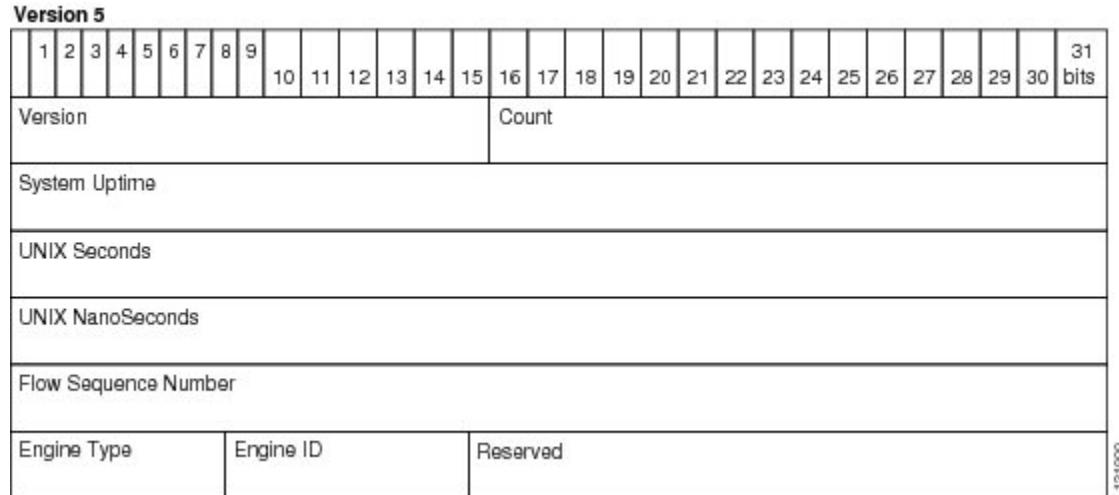 Version 5
1 2 3 4 5 6 7 8 9 10 11 12 13 14 15 16 17 18 19 20 21 22 23 24 25 26 27 28 29 30 31 bits
Version Count
System Uptime
UNIX Seconds
UNIX NanoSeconds
Flow Sequence Number
Engine Type Engine ID Reserved